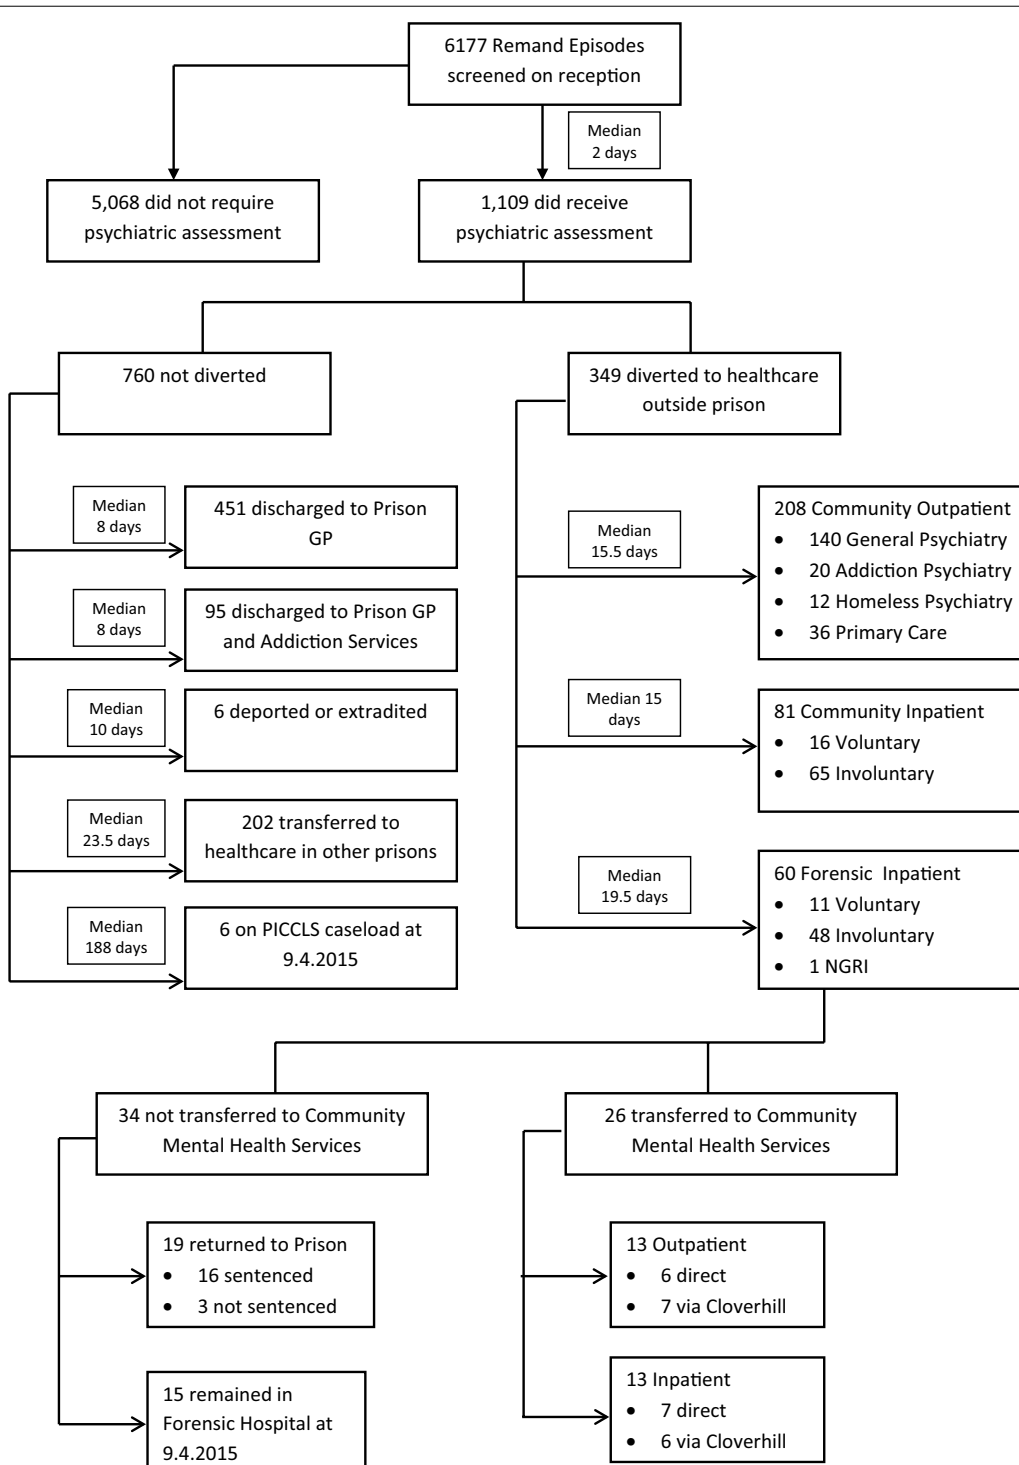 6177 Remand Episodes
screened on reception
Median
2 days
5,068 did not require
psychiatric assessment
1,109 did receive
psychiatric assessment
760 not diverted
349 diverted to healthcare
outside prison
Median
8 days
451 discharged to Prison
GP
Median
8 days
95 discharged to Prison GP
and Addiction Services
Median
10 days
6 deported or extradited
Median
23.5 days
202 transferred to
healthcare in other prisons
Median
188 days
6 on PICCLS caseload at
9.4.2015
Median
15.5 days
208 Community Outpatient
• 140 General Psychiatry
• 20 Addiction Psychiatry
• 12 Homeless Psychiatry
• 36 Primary Care
Median 15
days
81 Community Inpatient
• 16 Voluntary
• 65 Involuntary
Median
19.5 days
60 Forensic Inpatient
• 11 Voluntary
• 48 Involuntary
• 1 NGRI
34 not transferred to Community
Mental Health Services
26 transferred to Community
Mental Health Services
19 returned to Prison
• 16 sentenced
• 3 not sentenced
15 remained in
Forensic Hospital at
9.4.2015
13 Outpatient
• 6 direct
• 7 via Cloverhill
13 Inpatient
• 7 direct
• 6 via Cloverhill